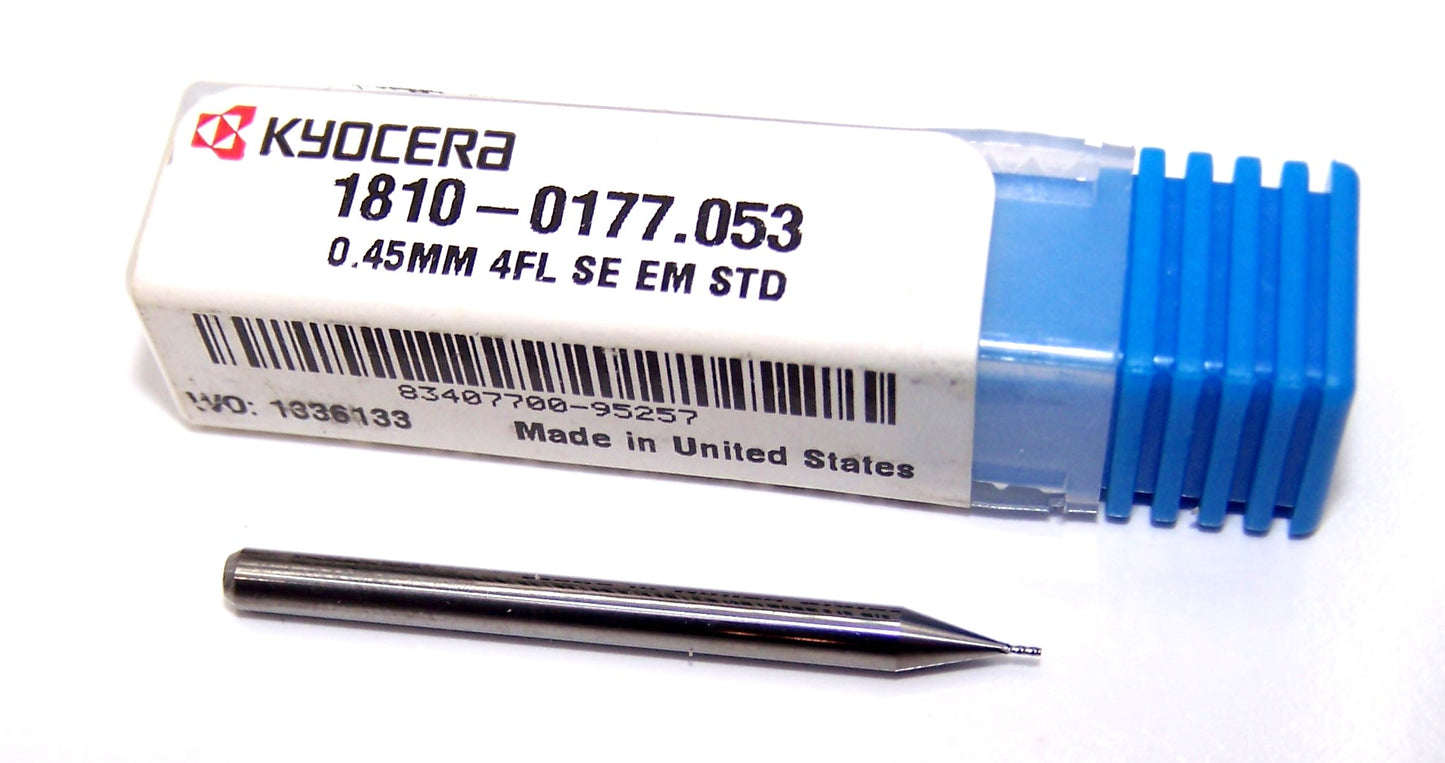 KYOCERA
1810-0177.053
0.45MM 4FL SE EM STD
83407700-95257
WO: 1336133
Made in United States